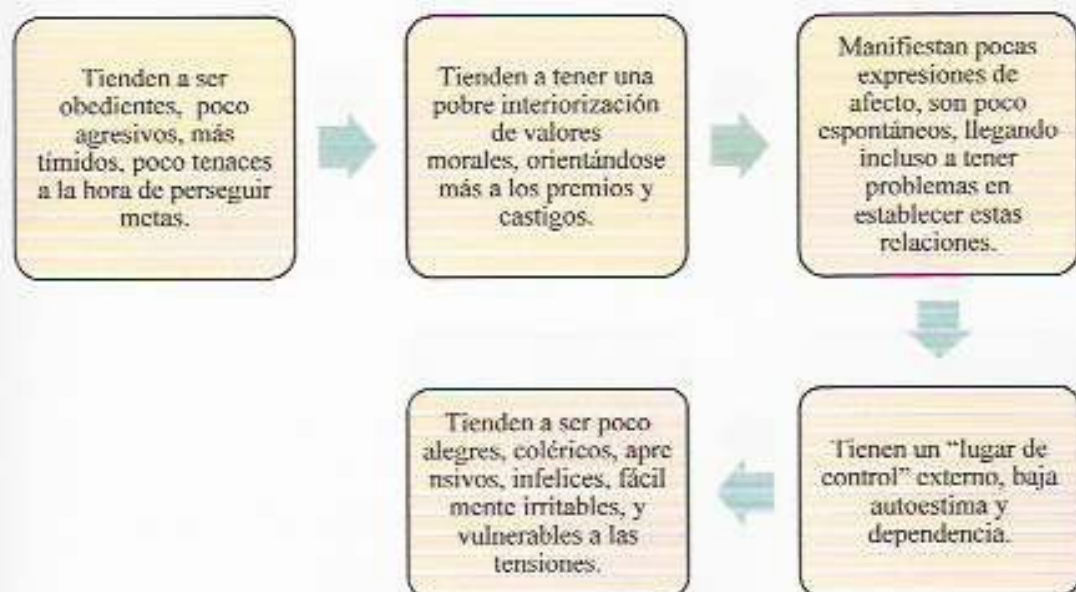 Tienden a ser
obedientes, poco
agresivos, más
tímidos, poco tenaces
a la hora de perseguir
metas.
Tienden a tener una
pobre interiorización
de valores
morales, orientándose
más a los premios y
castigos.
Manifiestan pocas
expresiones de
afecto, son poco
espontáneos, llegando
incluso a tener
problemas en
establecer estas
relaciones.
Tienen un “lugar de
control” externo, baja
autoestima y
dependencia.
Tienden a ser poco
alegres, coléricos, apre
nsivos, infelices, fácil
mente irritables, y
vulnerables a las
tensiones.